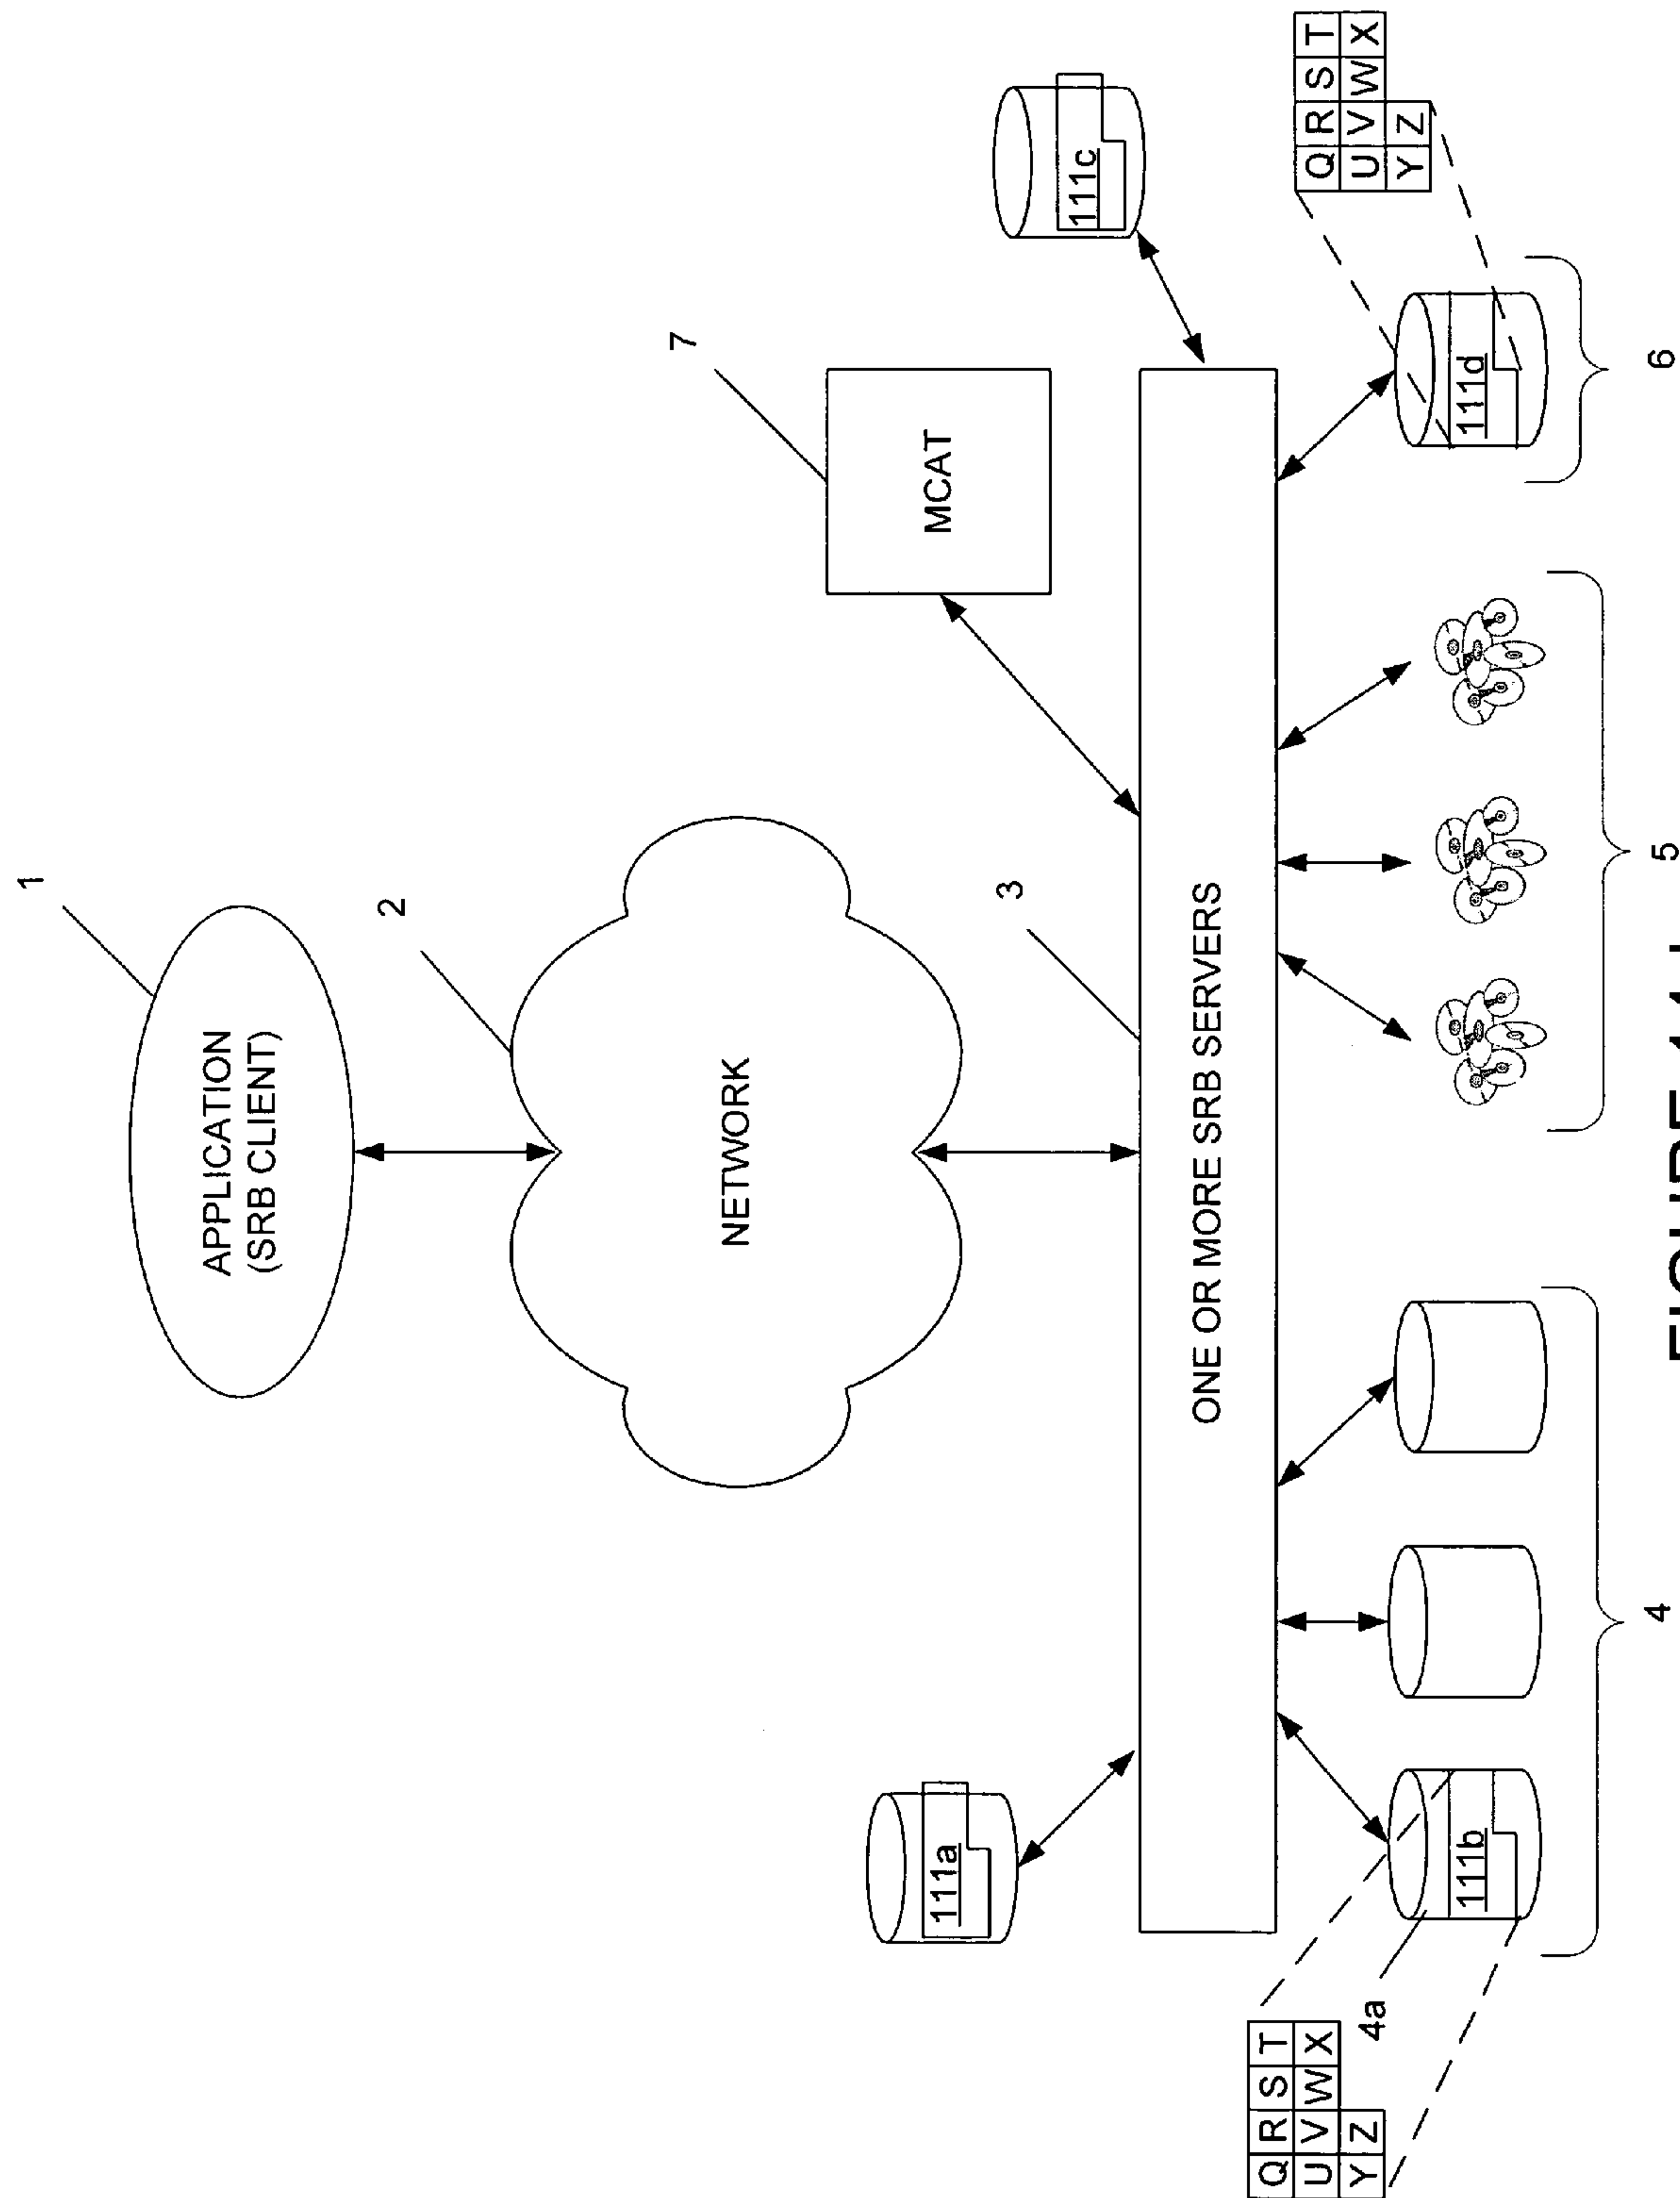 1
APPLICATION
(SRB CLIENT)
2
NETWORK
7
MCAT
111a
111c
3
ONE OR MORE SRB SERVERS
Q R S T
U V W X
Y Z
4a
111b
111d
Q R S T
U V W X
Y Z
4
5
6
FIGURE